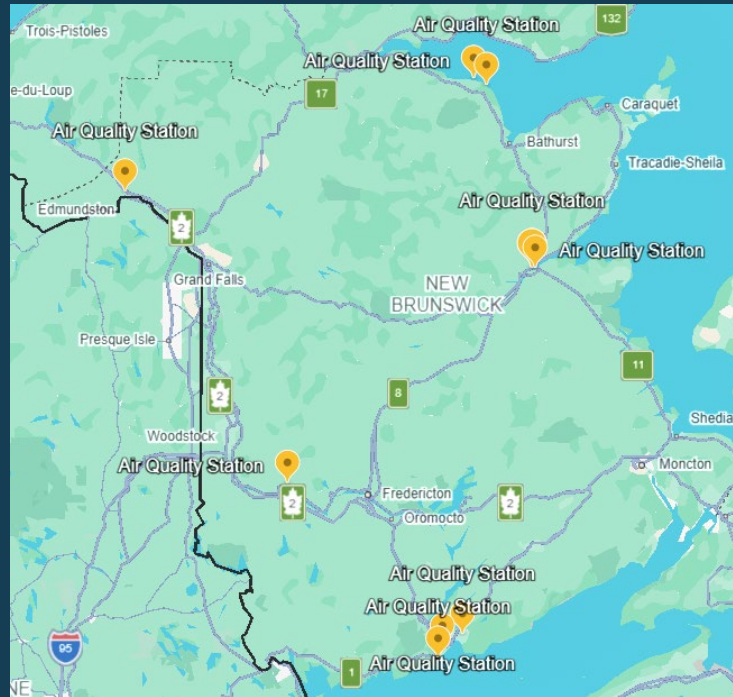 Trois-Pistoles
Air Quality Station
132
Air Quality Station
e-du-Loup
17
Caraquet
Air Quality Station
Bathurst
Tracadie-Sheila
Air Quality Station
Edmundston
2
Air Quality Station
Grand Falls
NEW
BRUNSWICK
Presque Isle
11
8
2
Shedia
Woodstock
Air Quality Station
Moncton
2
Fredericton
2
Oromocto
Air Quality Station
Air Quality Station
95
Air Quality Station
1
NE